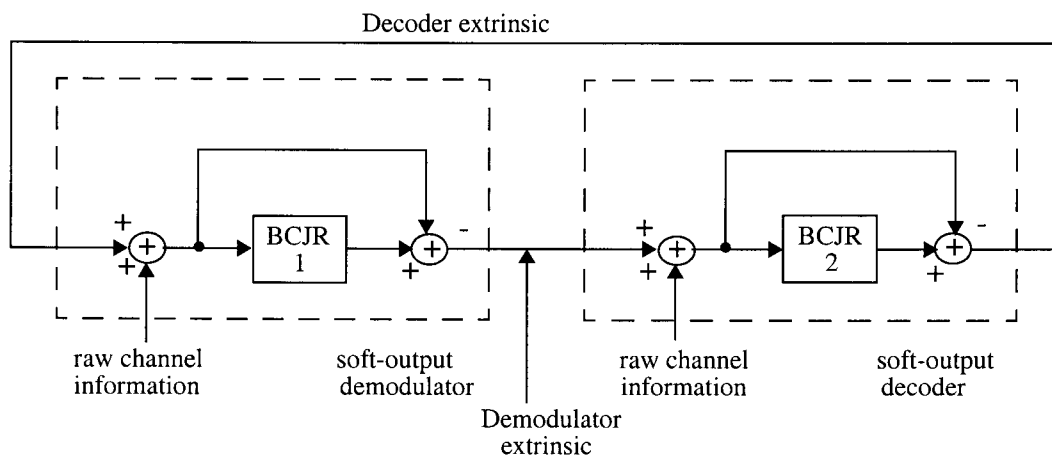 Decoder extrinsic
+
+
+
BCJR
1
-
+
+
+
+
BCJR
2
-
+
+
raw channel
information
soft-output
demodulator
raw channel
information
soft-output
decoder
Demodulator
extrinsic